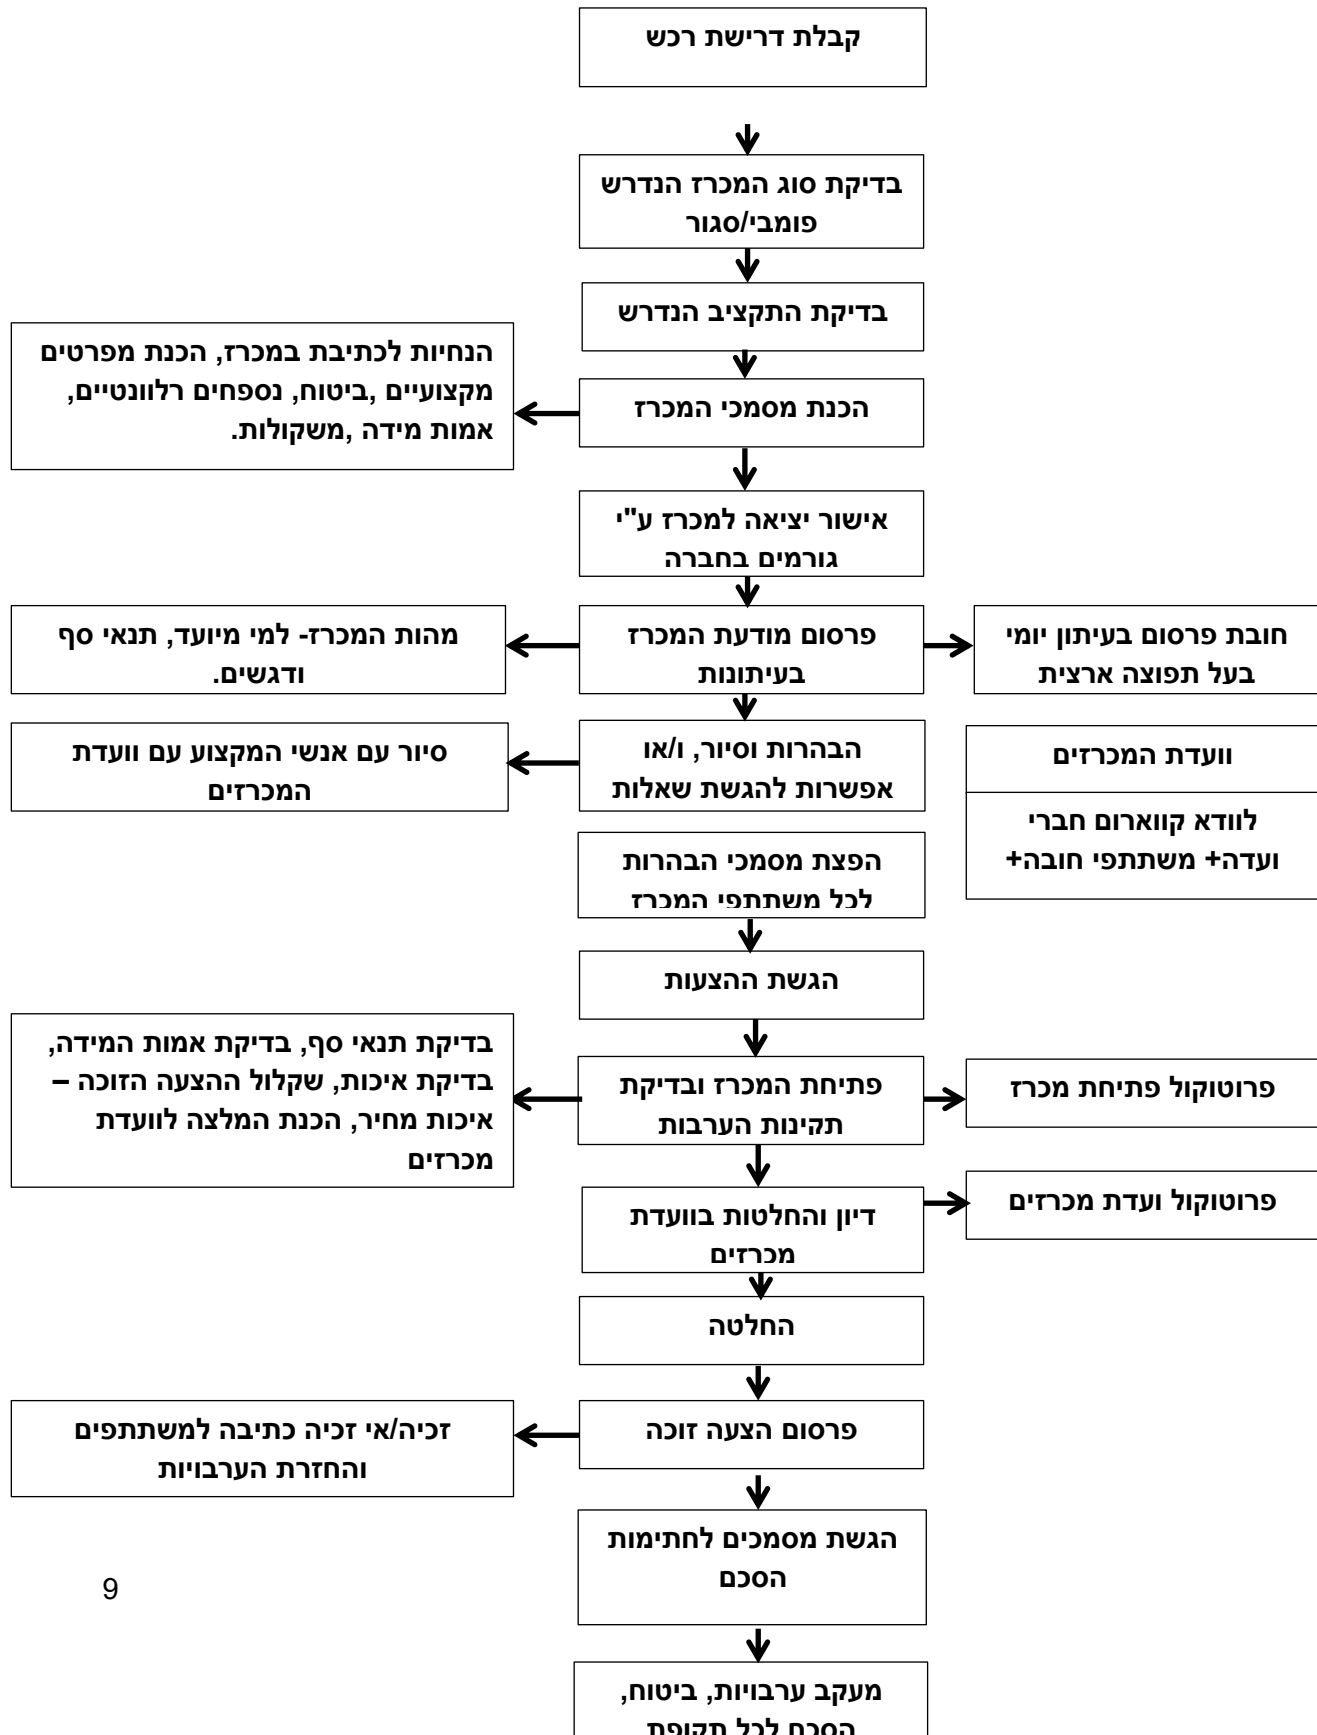 קבלת דרישת רכש
בדיקת סוג המכרז הנדרש
פומבי/סגור
בדיקת התקציב הנדרש
הנחיות לכתיבת במכרז, הכנת מפרטים
מקצועיים ,ביטוח, נספחים רלוונטיים,
אמות מידה ,משקולות.
הכנת מסמכי המכרז
אישור יציאה למכרז ע"י
גורמים בחברה
חובת פרסום בעיתון יומי
בעל תפוצה ארצית
פרסום מודעת המכרז
בעיתונות
מהות המכרז- למי מיועד, תנאי סף
ודגשים.
וועדת המכרזים
לוודא קווארום חברי
ועדה+ משתתפי חובה+
הבהרות וסיור, ו/או
אפשרות להגשת שאלות
סיור עם אנשי המקצוע עם וועדת
המכרזים
הפצת מסמכי הבהרות
לכל משתתפי המכרז
הגשת ההצעות
פרוטוקול פתיחת מכרז
פתיחת המכרז ובדיקת
תקינות הערבות
בדיקת תנאי סף, בדיקת אמות המידה,
בדיקת איכות, שקלול ההצעה הזוכה –
איכות מחיר, הכנת המלצה לוועדת
מכרזים
פרוטוקול ועדת מכרזים
דיון והחלטות בוועדת
מכרזים
החלטה
פרסום הצעה זוכה
זכיה/אי זכיה כתיבה למשתתפים
והחזרת הערבויות
הגשת מסמכים לחתימות
הסכם
9
מעקב ערבויות, ביטוח,
הסכם לכל תקופת